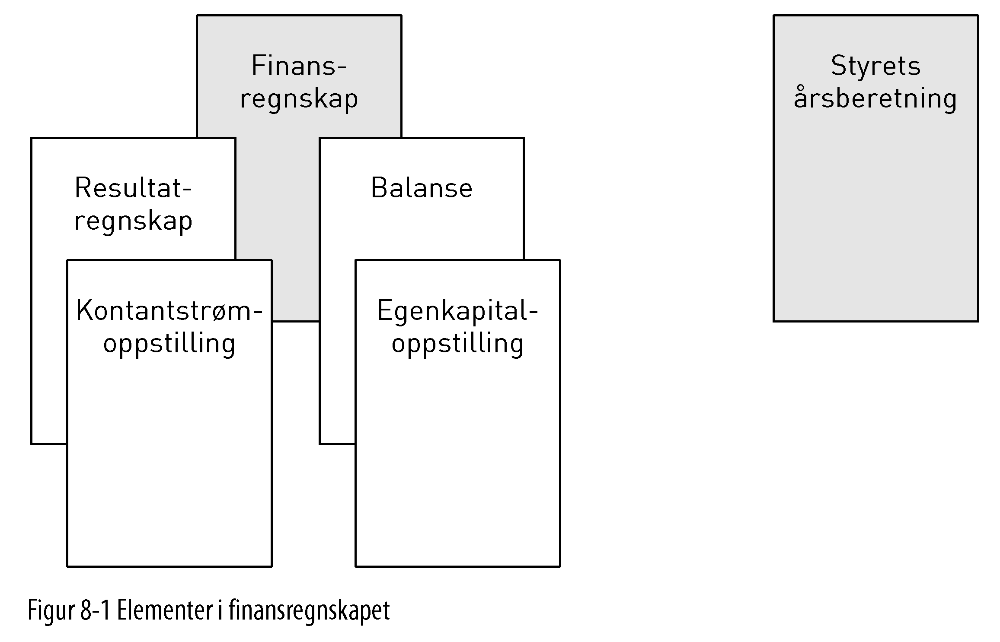 Finans-
regnskap
Styrets
årsberetning
Resultat-
regnskap
Balanse
Kontantstrøm-
oppstilling
Egenkapital-
oppstilling
Figur 8-1 Elementer i finansregnskapet